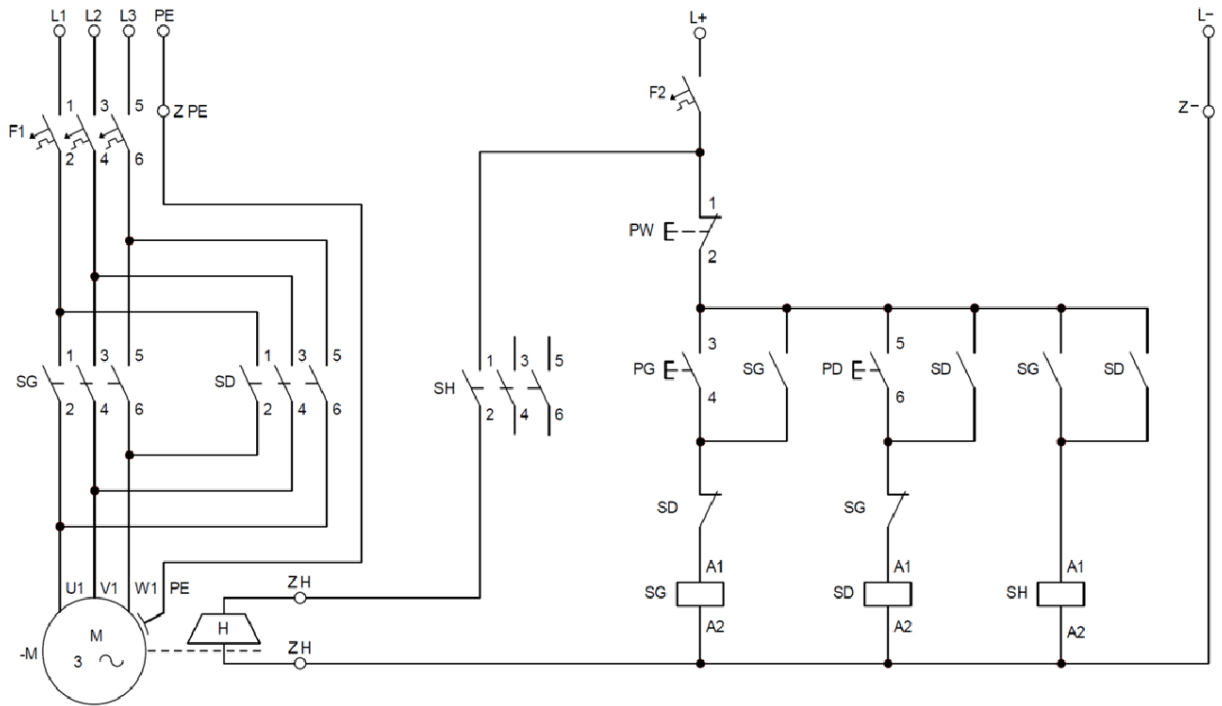 L1 L2 L3 PE L+ L−
F1 1 3 5 Z PE F2 Z−
2 4 6
1
PW
2
1 3 5 1 3 5 1 3 5 3 5
SG SD SH PG SG PD SD SG SD
2 4 6 2 4 6 2 4 6 4 6
SD SG
U1 V1 W1 PE ZH A1 A1 A1
H SG SD SH
M A2 A2 A2
-M 3 ZH